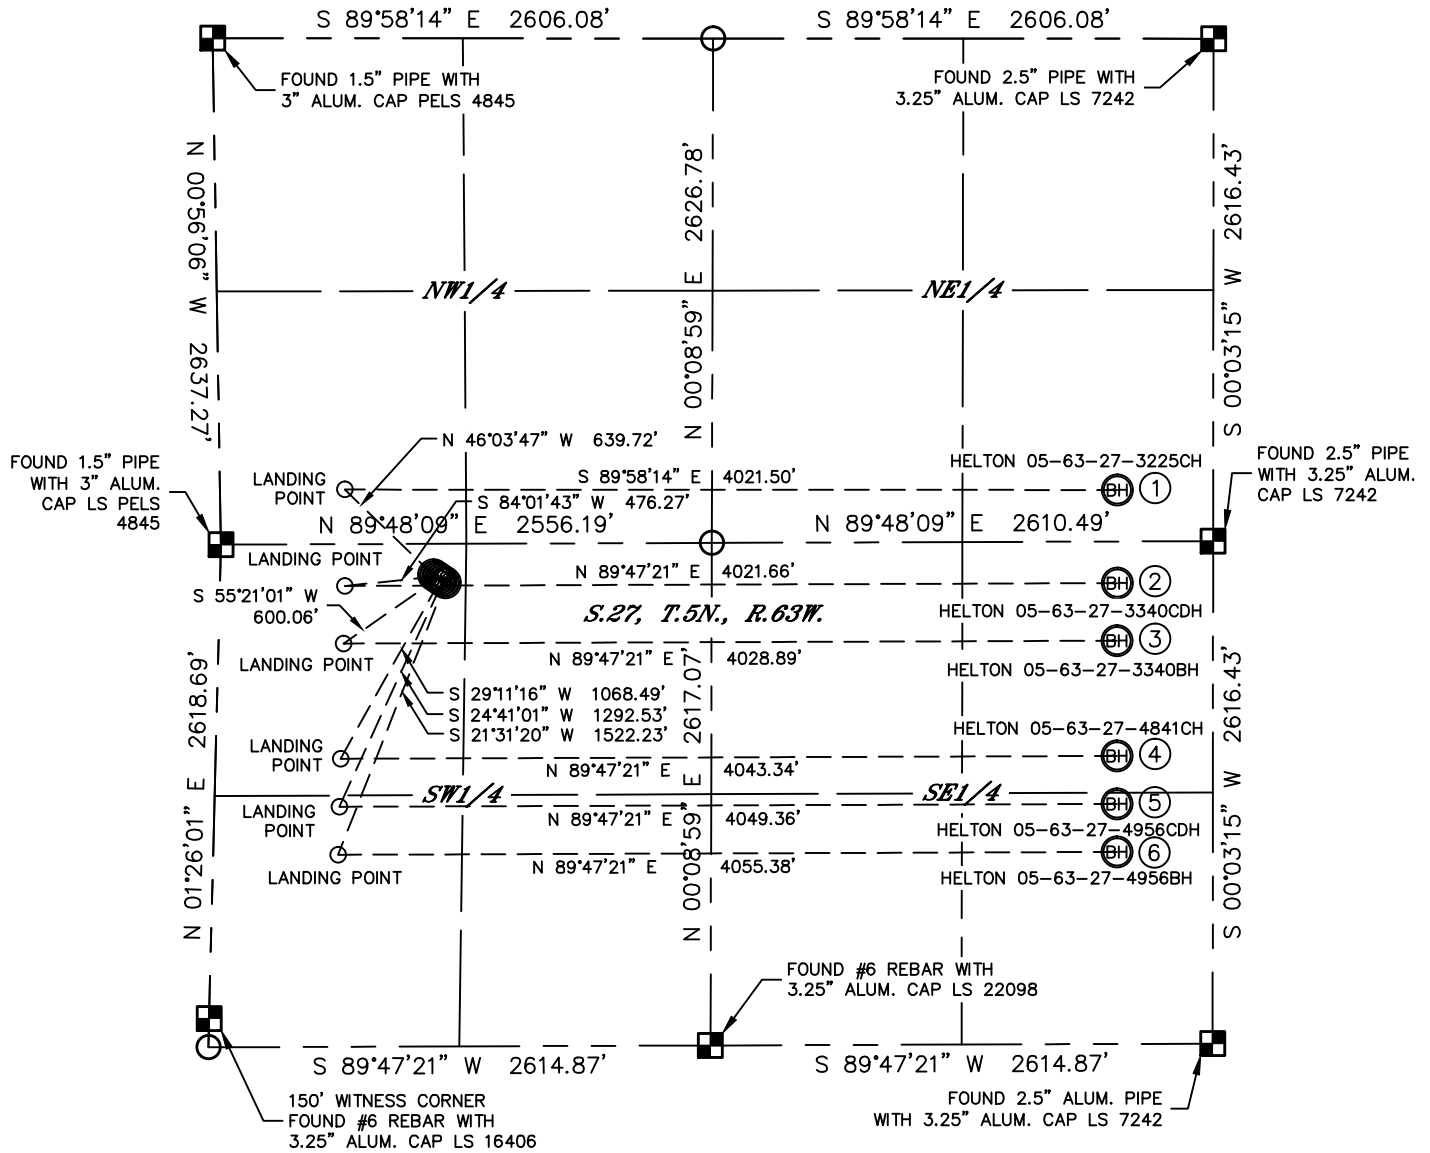 S 89°58'14" E 2606.08'
S 89°58'14" E 2606.08'
FOUND 1.5" PIPE WITH
3" ALUM. CAP PELS 4845
FOUND 2.5" PIPE WITH
3.25" ALUM. CAP LS 7242
N 00°56'06" W 2637.27'
N 00°08'59" E 2626.78'
S 00°03'15" W 2616.43'
NW1/4
NE1/4
N 46°03'47" W 639.72'
FOUND 1.5" PIPE
WITH 3" ALUM.
CAP LS PELS
4845
FOUND 2.5" PIPE
WITH 3.25" ALUM.
CAP LS 7242
HELTON 05-63-27-3225CH
LANDING
POINT
S 89°58'14" E 4021.50'
BH 1
S 84°01'43" W 476.27'
N 89°48'09" E 2556.19'
N 89°48'09" E 2610.49'
LANDING POINT
N 89°47'21" E 4021.66'
BH 2
S 55°21'01" W
600.06'
HELTON 05-63-27-3340CDH
S.27, T.5N., R.63W.
BH 3
LANDING POINT
N 89°47'21" E 4028.89'
HELTON 05-63-27-3340BH
N 01°26'01" E 2618.69'
N 00°08'59" E 2617.07'
S 00°03'15" W 2616.43'
S 29°11'16" W 1068.49'
S 24°41'01" W 1292.53'
S 21°31'20" W 1522.23'
HELTON 05-63-27-4841CH
LANDING
POINT
BH 4
N 89°47'21" E 4043.34'
SW1/4
SE1/4
LANDING
POINT
BH 5
N 89°47'21" E 4049.36'
HELTON 05-63-27-4956CDH
BH 6
N 89°47'21" E 4055.38'
LANDING POINT
HELTON 05-63-27-4956BH
FOUND #6 REBAR WITH
3.25" ALUM. CAP LS 22098
S 89°47'21" W 2614.87'
S 89°47'21" W 2614.87'
150' WITNESS CORNER
FOUND #6 REBAR WITH
3.25" ALUM. CAP LS 16406
FOUND 2.5" ALUM. PIPE
WITH 3.25" ALUM. CAP LS 7242